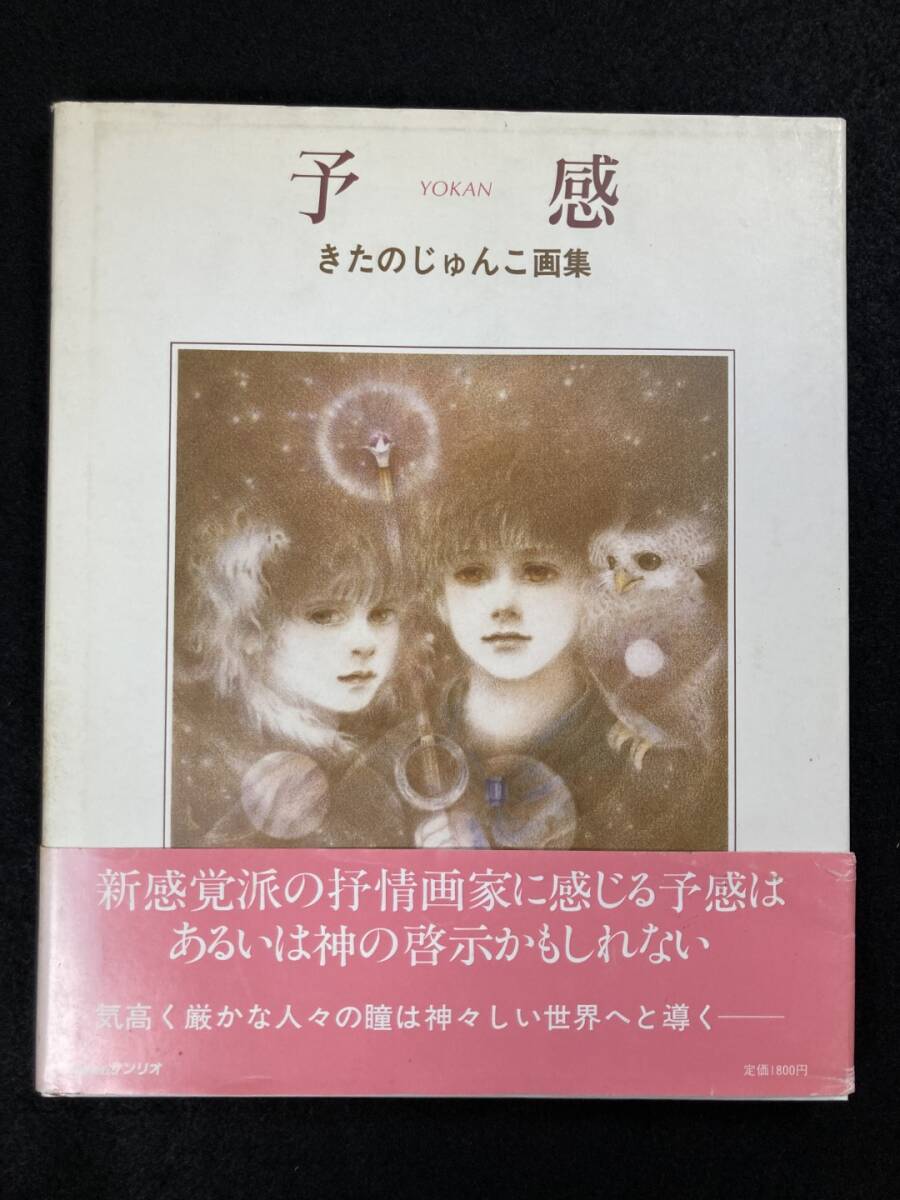 予 YOKAN 感
きたのじゅんこ画集
新感覚派の抒情画家に感じる予感は
あるいは神の啓示かもしれない
気高く厳かな人々の瞳は神々しい世界へと導く——
サンリオ
定価1800円